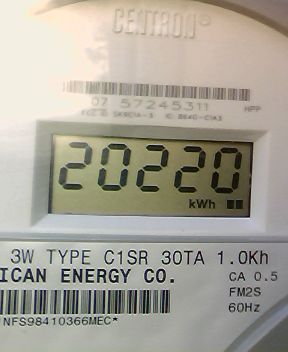 CENTRON®
07 57245311 HPP
20220
kWh
3W TYPE C1SR 30TA 1.0Kh
ICAN ENERGY CO. CA 0.5
FM2S
NFS98410366MEC* 60Hz